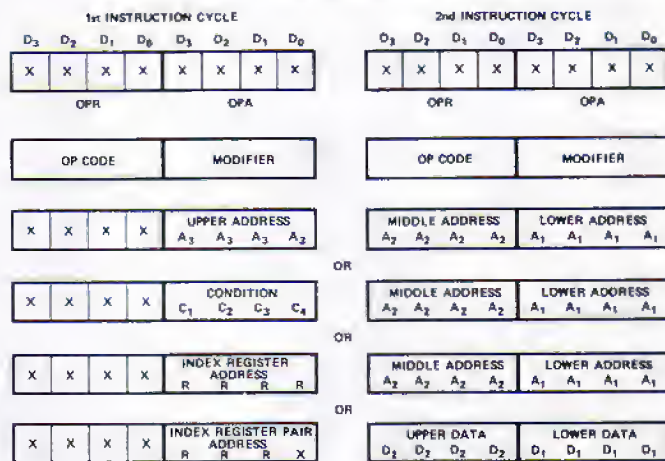 1st INSTRUCTION CYCLE 2nd INSTRUCTION CYCLE
D3 D2 D1 D0 D3 D2 D1 D0 D3 D2 D1 D0 D3 D2 D1 D0
X X X X X X X X X X X X X X X X
OPR OPA OPR OPA
OP CODE MODIFIER OP CODE MODIFIER
UPPER ADDRESS MIDDLE ADDRESS LOWER ADDRESS
X X X X A3 A3 A3 A3 A2 A2 A2 A2 A1 A1 A1 A1
OR
CONDITION MIDDLE ADDRESS LOWER ADDRESS
X X X X C1 C2 C3 C4 A2 A2 A2 A2 A1 A1 A1 A1
OR
INDEX REGISTER MIDDLE ADDRESS LOWER ADDRESS
X X X X ADDRESS
R R R R A2 A2 A2 A2 A1 A1 A1 A1
OR
INDEX REGISTER PAIR UPPER DATA LOWER DATA
X X X X ADDRESS
R R R X D2 D2 D2 D2 D1 D1 D1 D1